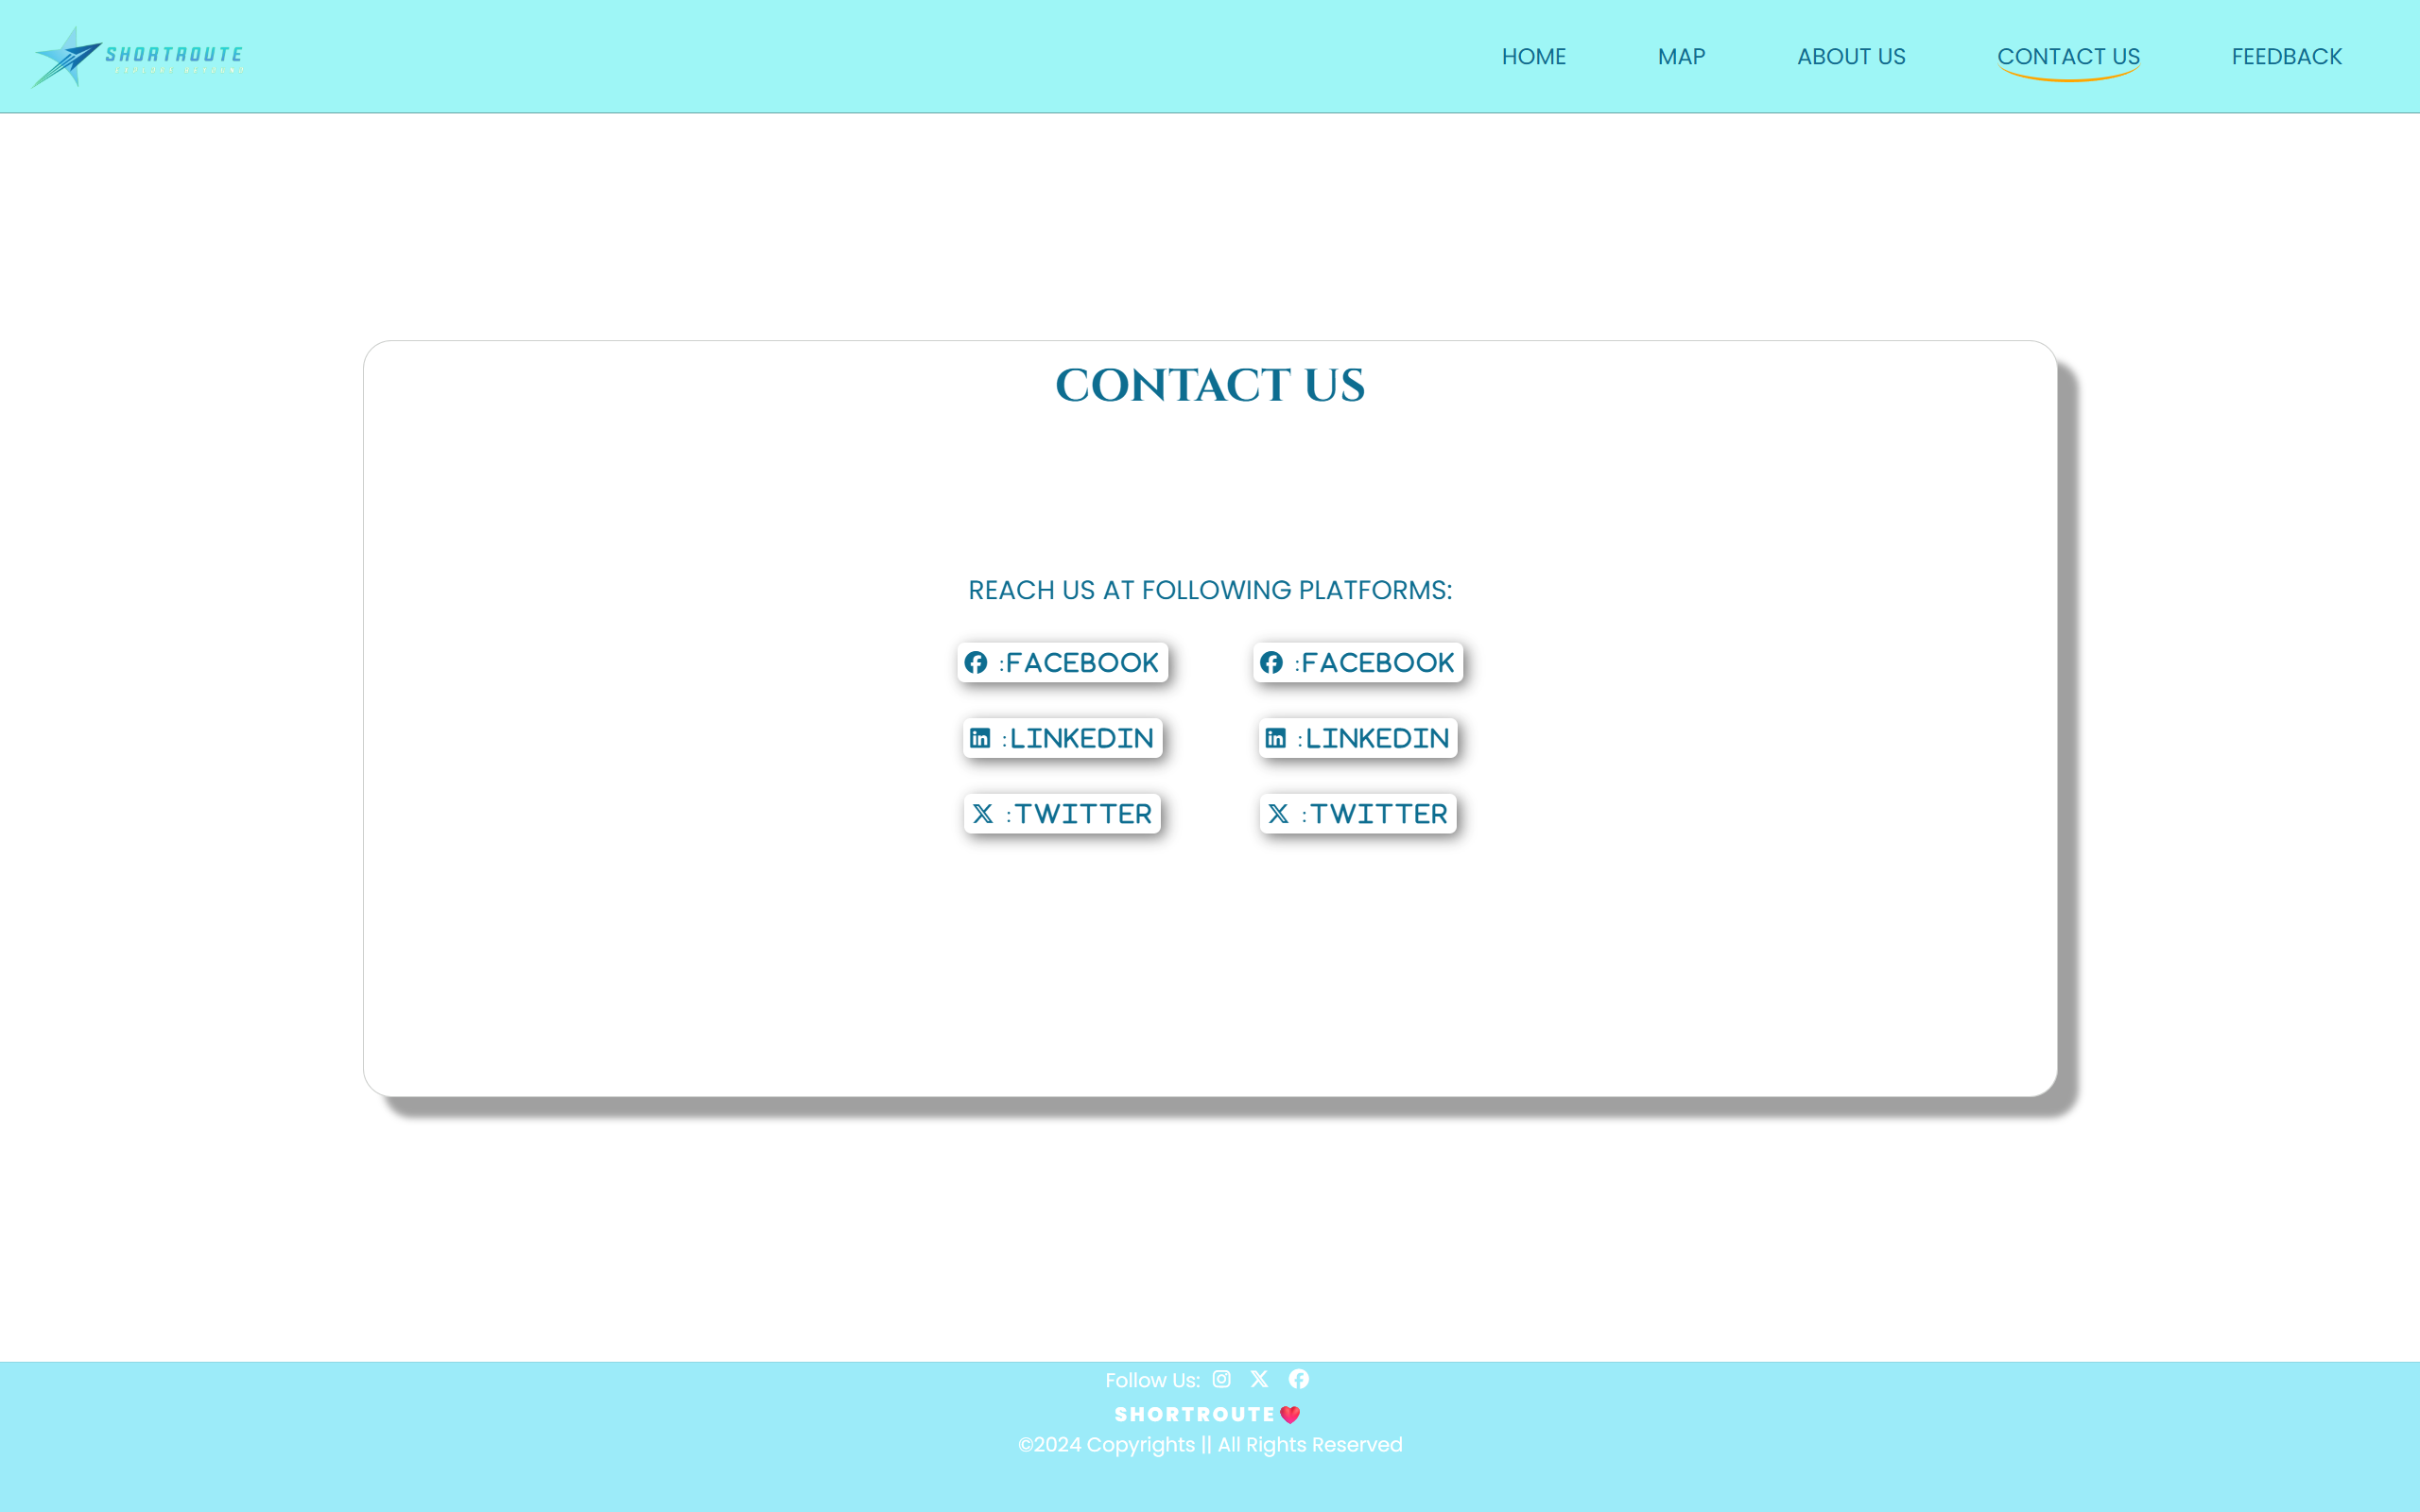 SHORTROUTE
HOME MAP ABOUT US CONTACT US FEEDBACK
CONTACT US
REACH US AT FOLLOWING PLATFORMS:
:FACEBOOK :FACEBOOK
:LINKEDIN :LINKEDIN
:TWITTER :TWITTER
Follow Us:
SHORTROUTE
©2024 Copyrights || All Rights Reserved